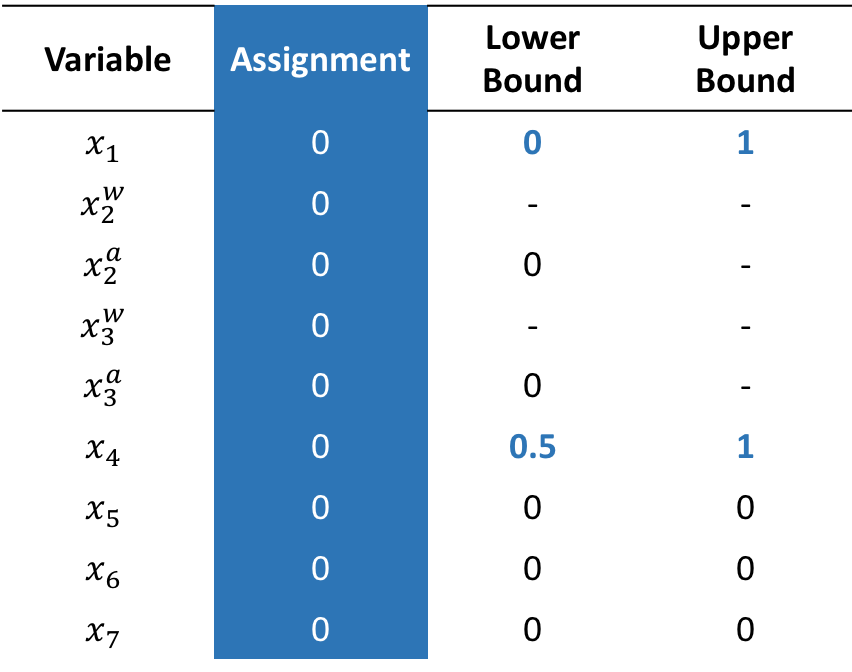 Variable Assignment Lower Bound Upper Bound
x₁ 0 0 1
x₂ʷ 0 - -
x₂ᵃ 0 0 -
x₃ʷ 0 - -
x₃ᵃ 0 0 -
x₄ 0 0.5 1
x₅ 0 0 0
x₆ 0 0 0
x₇ 0 0 0